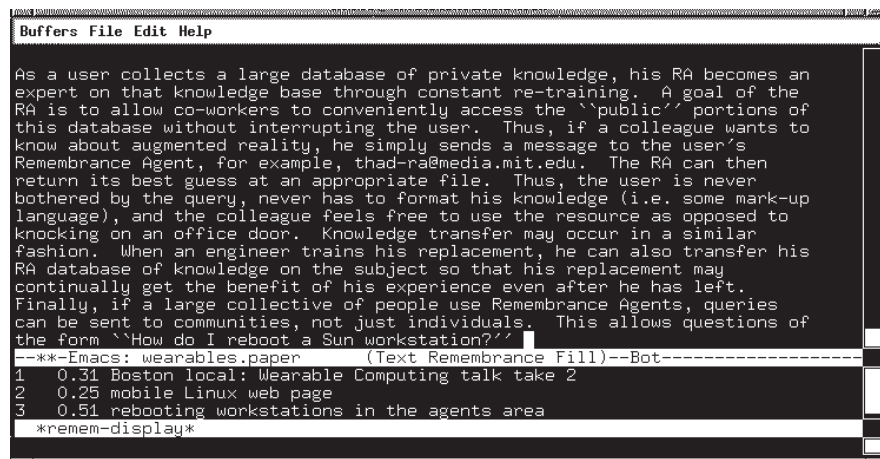 Buffers File Edit Help
As a user collects a large database of private knowledge, his RA becomes an
expert on that knowledge base through constant re-training.  A goal of the
RA is to allow co-workers to conveniently access the ``public´´ portions of
this database without interrupting the user.  Thus, if a colleague wants to
know about augmented reality, he simply sends a message to the user´s
Remembrance Agent, for example, thad-ra@media.mit.edu.  The RA can then
return its best guess at an appropriate file.  Thus, the user is never
bothered by the query, never has to format his knowledge (i.e. some mark-up
language), and the colleague feels free to use the resource as opposed to
knocking on an office door.  Knowledge transfer may occur in a similar
fashion.  When an engineer trains his replacement, he can also transfer his
RA database of knowledge on the subject so that his replacement may
continually get the benefit of his experience even after he has left.
Finally, if a large collective of people use Remembrance Agents, queries
can be sent to communities, not just individuals.  This allows questions of
the form ``How do I reboot a Sun workstation?´´
--**-Emacs: wearables.paper      (Text Remembrance Fill)--Bot-------------------
1   0.31 Boston local: Wearable Computing talk take 2
2   0.25 mobile Linux web page
3   0.51 rebooting workstations in the agents area
*remem-display*